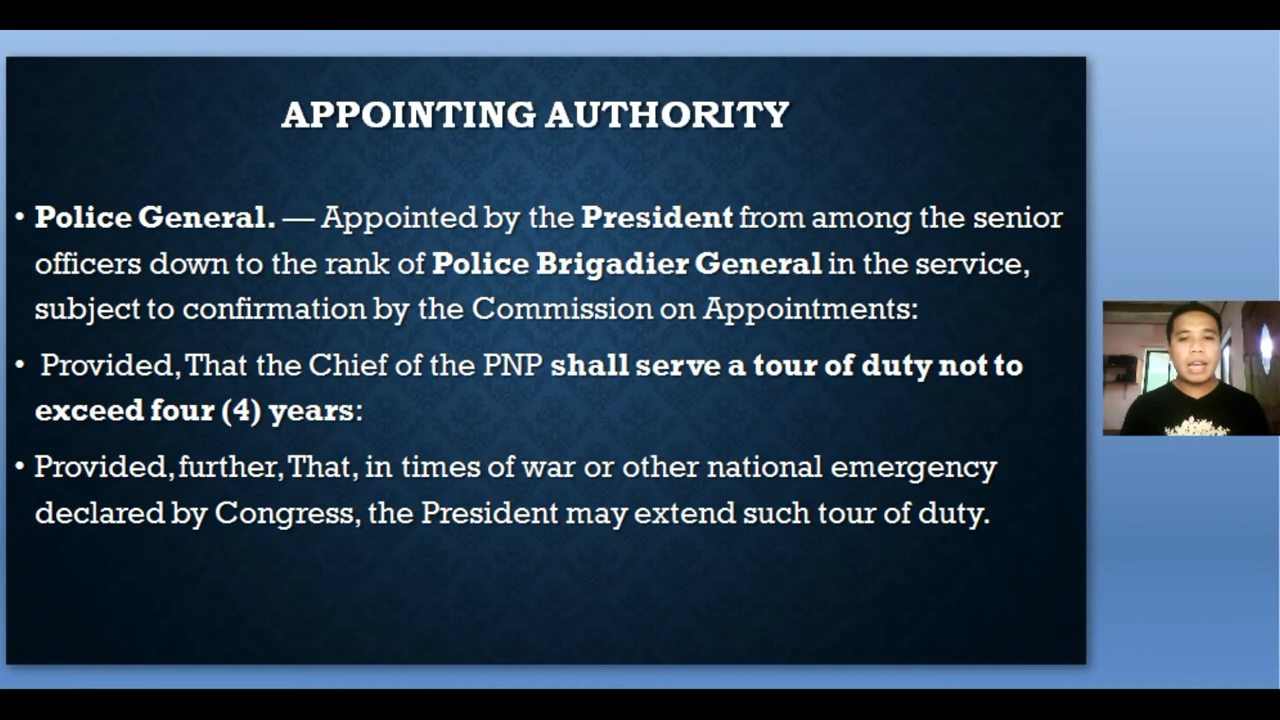 APPOINTING AUTHORITY
• Police General. — Appointed by the President from among the senior
officers down to the rank of Police Brigadier General in the service,
subject to confirmation by the Commission on Appointments:
• Provided, That the Chief of the PNP shall serve a tour of duty not to
exceed four (4) years:
• Provided, further, That, in times of war or other national emergency
declared by Congress, the President may extend such tour of duty.